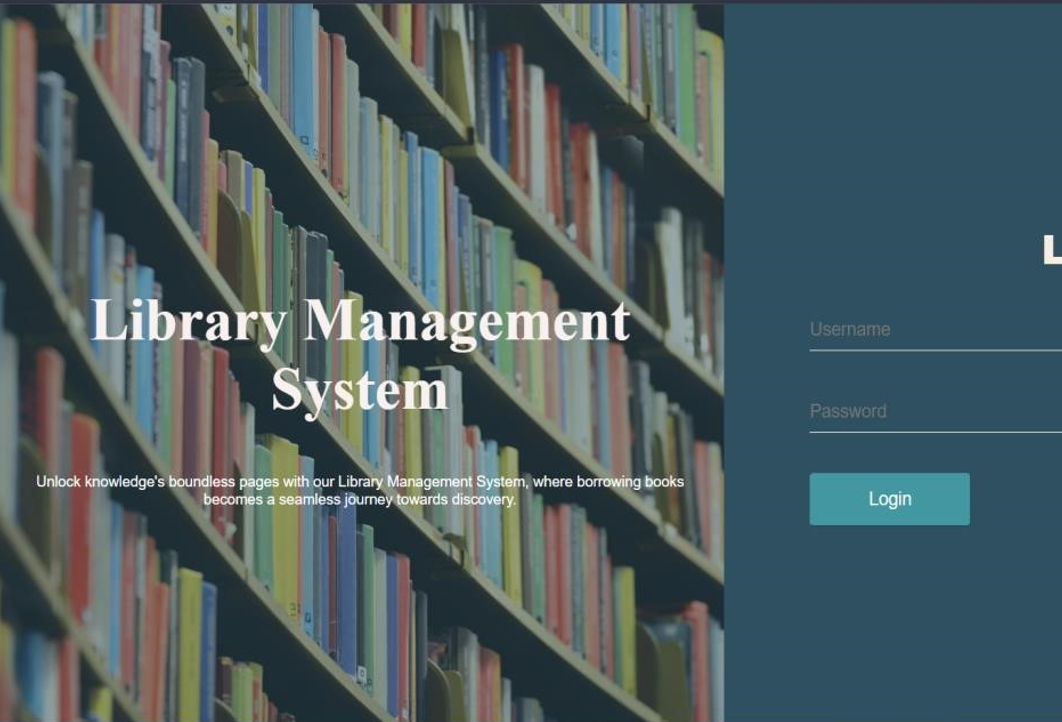 Library Management
System
Unlock knowledge's boundless pages with our Library Management System, where borrowing books
becomes a seamless journey towards discovery.
L
Username
Password
Login